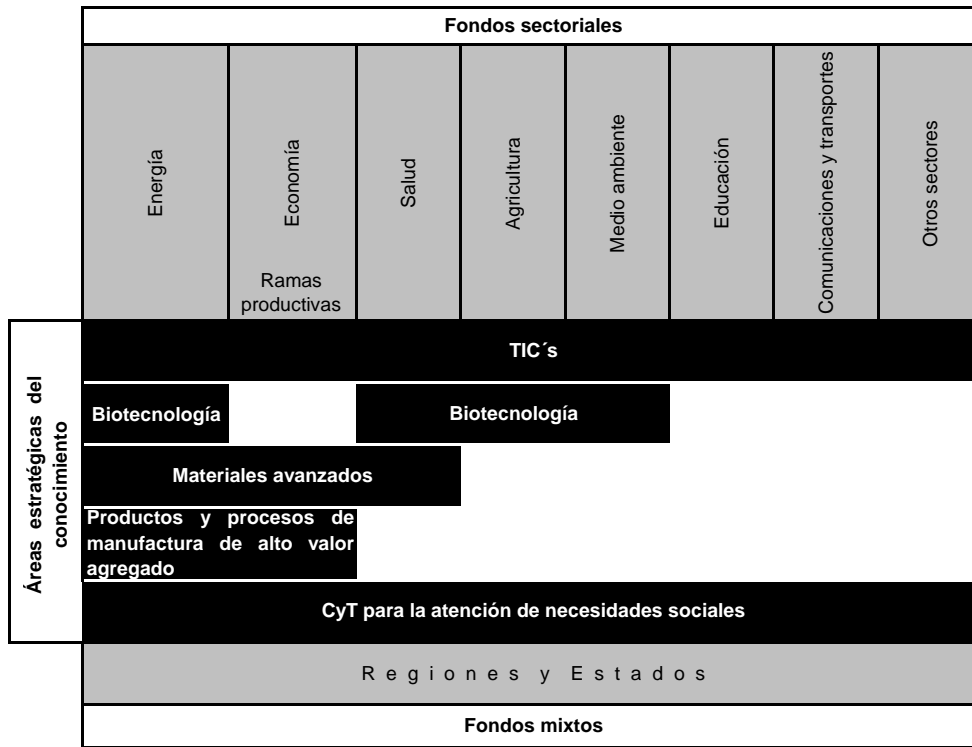 Fondos sectoriales
Energía
Economía
Ramas
productivas
Salud
Agricultura
Medio ambiente
Educación
Comunicaciones y transportes
Otros sectores
Áreas estratégicas del
conocimiento
TIC´s
Biotecnología
Biotecnología
Materiales avanzados
Productos y procesos de
manufactura de alto valor
agregado
CyT para la atención de necesidades sociales
Regiones y Estados
Fondos mixtos